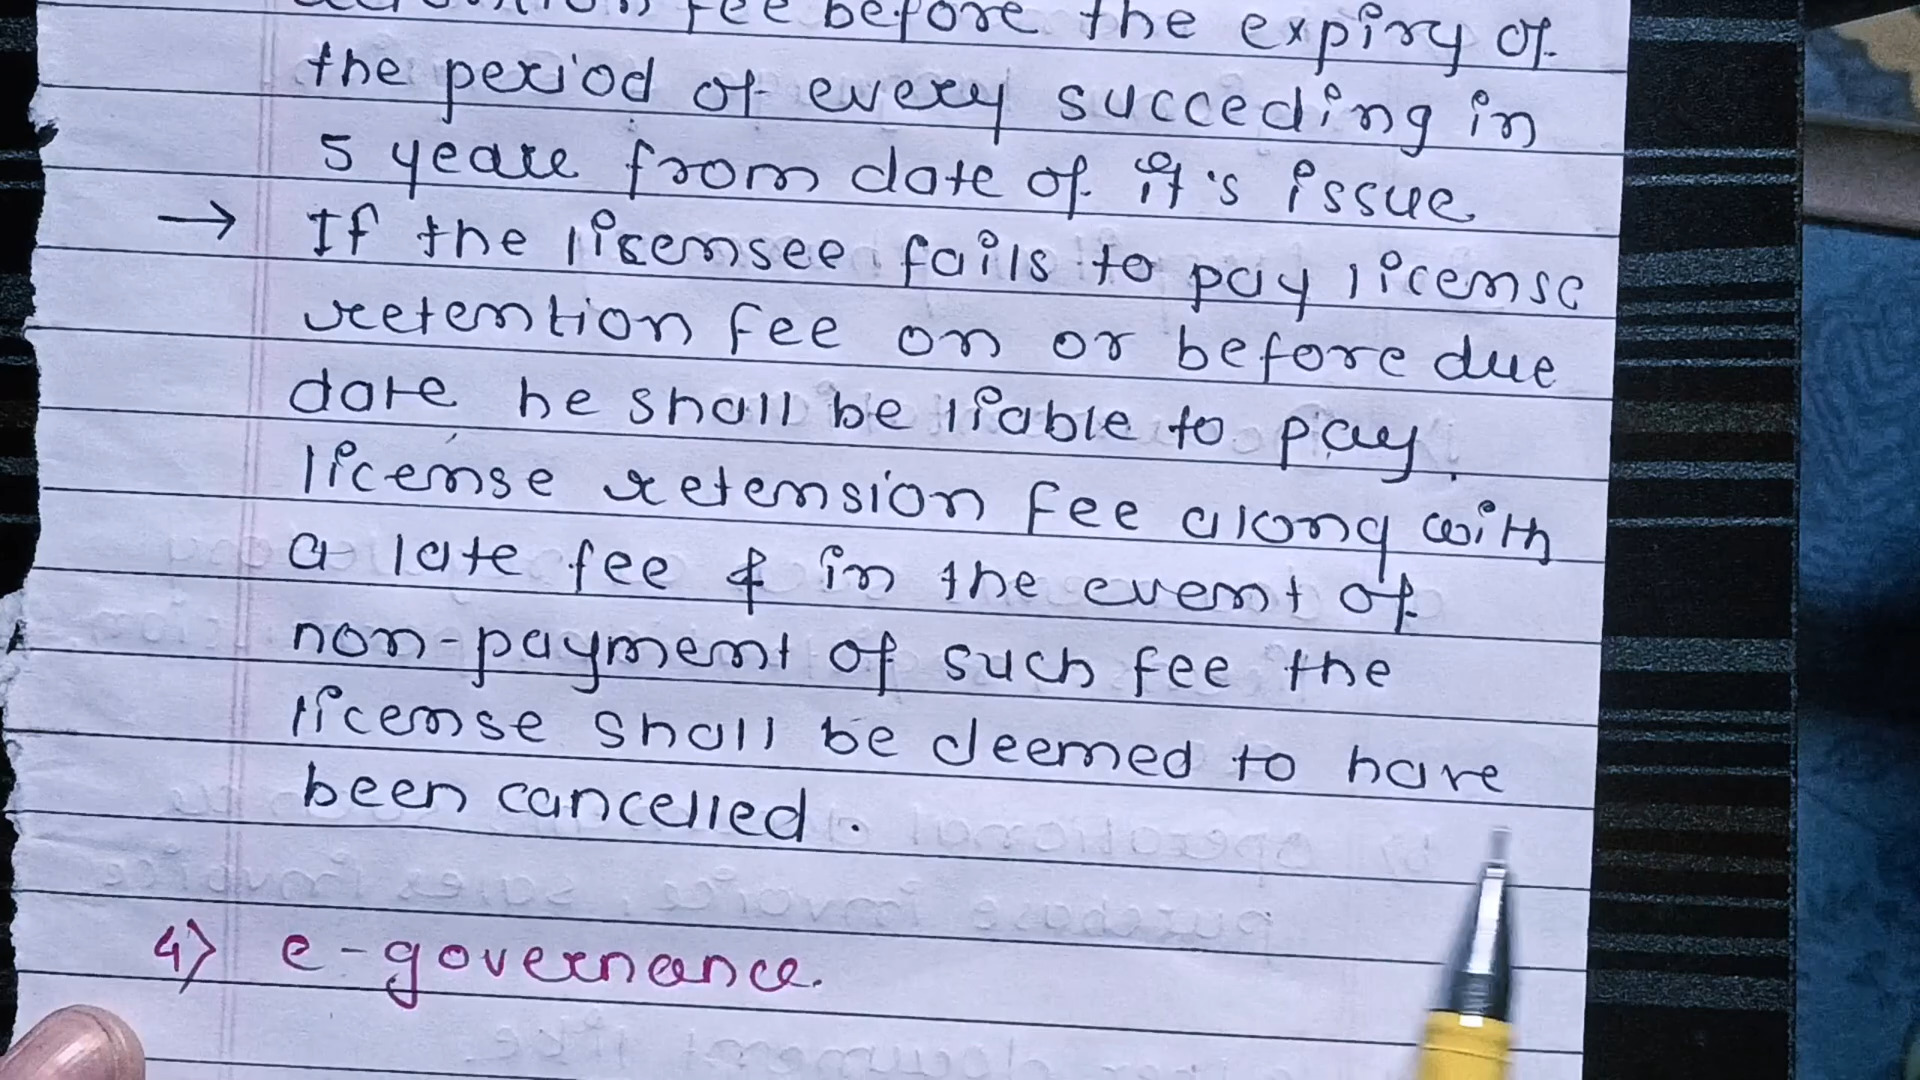 fee before the expiry of
the period of every succeding in
5 yeare from date of it's issue
→ If the lisensee fails to pay license
retention fee on or before due
date he shall be liable to pay
license retension fee along with
a late fee & in the event of
non-payment of such fee the
license shall be deemed to have
been cancelled.
4) e-governance.